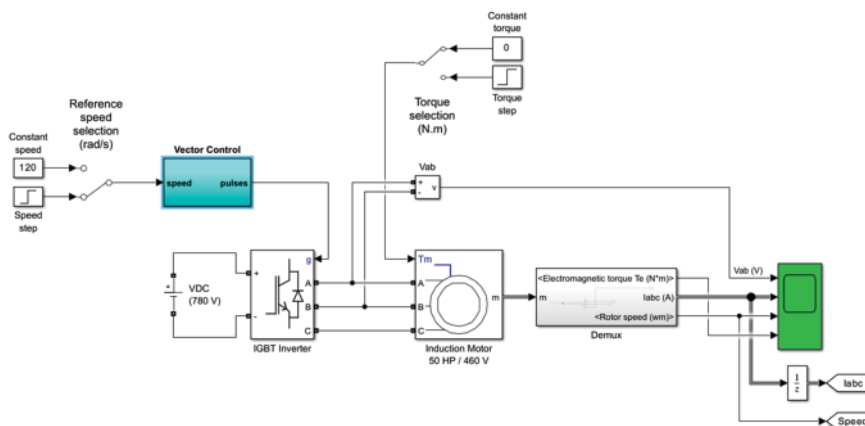 Constant
torque
0
Torque
step
Torque
selection
(N.m)
Reference
speed
selection
(rad/s)
Constant
speed
120
Speed
step
Vector Control
speed
pulses
Vab
+
-
v
g
+
-
A
B
C
VDC
(780 V)
IGBT Inverter
Tm
A
B
C
m
Induction Motor
50 HP / 460 V
m
<Electromagnetic torque Te (N*m)>
Iabc (A)
<Rotor speed (wm)>
Demux
Vab (V)
1
z
Iabc
Speed